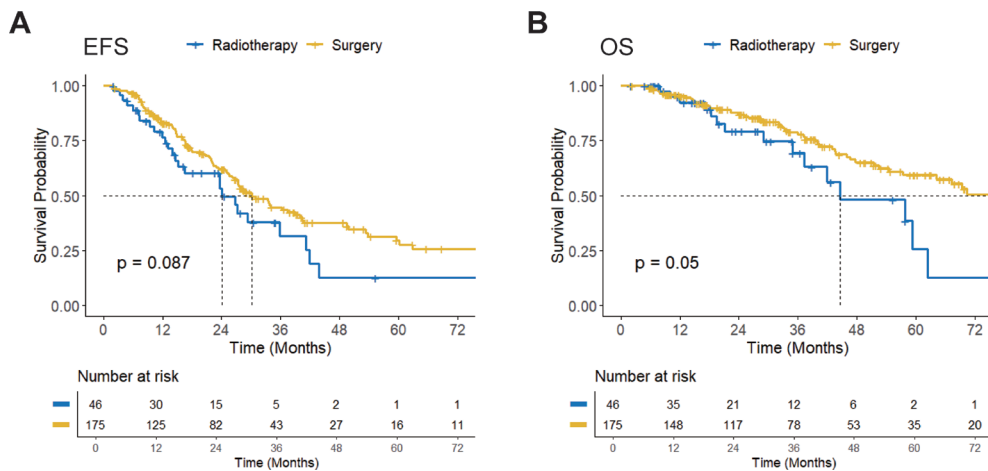 A
EFS
Radiotherapy Surgery
Survival Probability
1.00
0.75
0.50
0.25
0.00
p = 0.087
0 12 24 36 48 60 72
Time (Months)
Number at risk
46 30 15 5 2 1 1
175 125 82 43 27 16 11
0 12 24 36 48 60 72
Time (Months)
B
OS
Radiotherapy Surgery
Survival Probability
1.00
0.75
0.50
0.25
0.00
p = 0.05
0 12 24 36 48 60 72
Time (Months)
Number at risk
46 35 21 12 6 2 1
175 148 117 78 53 35 20
0 12 24 36 48 60 72
Time (Months)